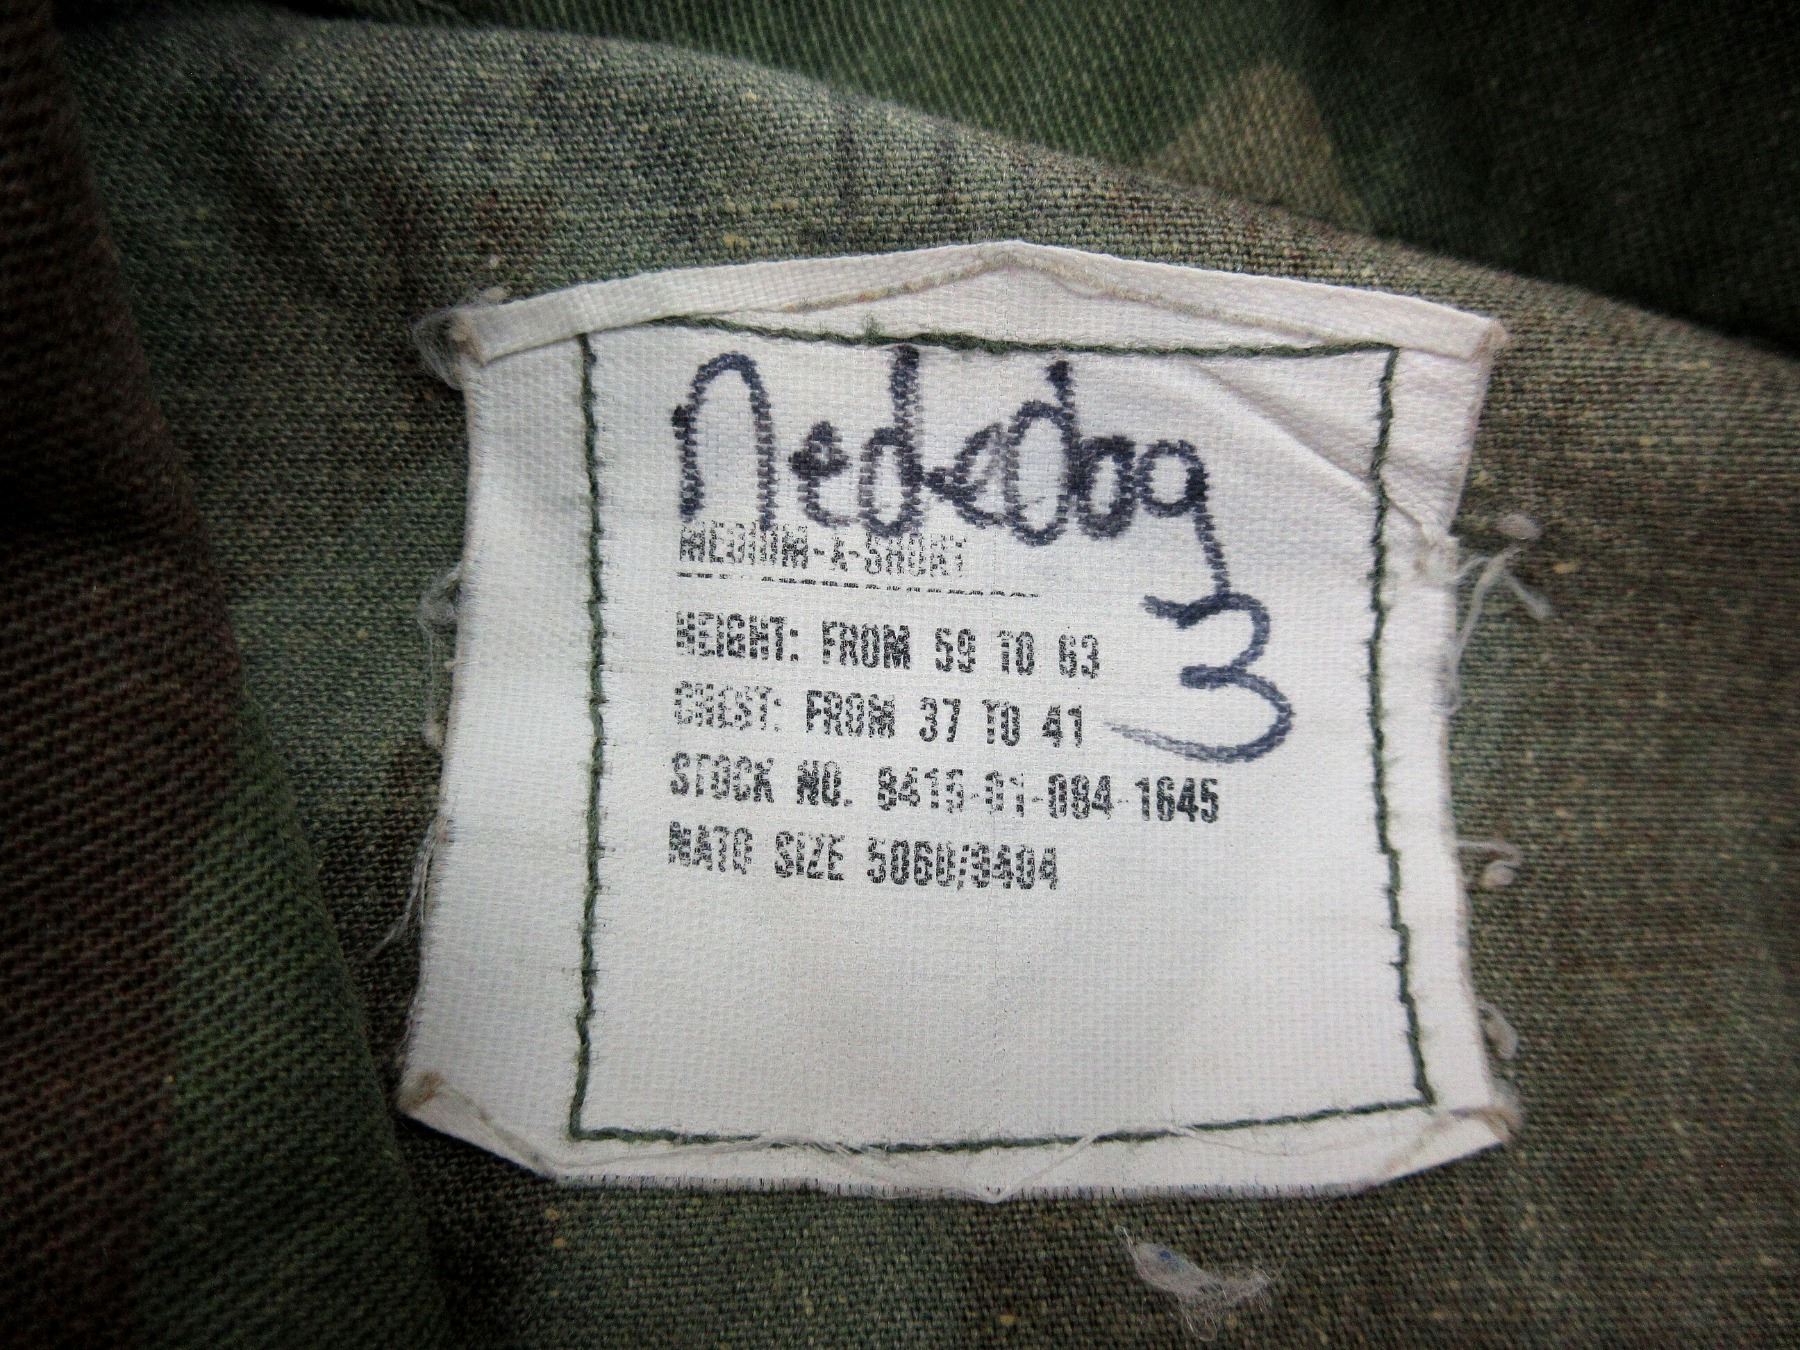 MEDIUM-X-SHORT
HEIGHT: FROM 59 TO 63
CHEST: FROM 37 TO 41
3
STOCK NO. 8415-01-084-1645
NATO SIZE 5060/9404